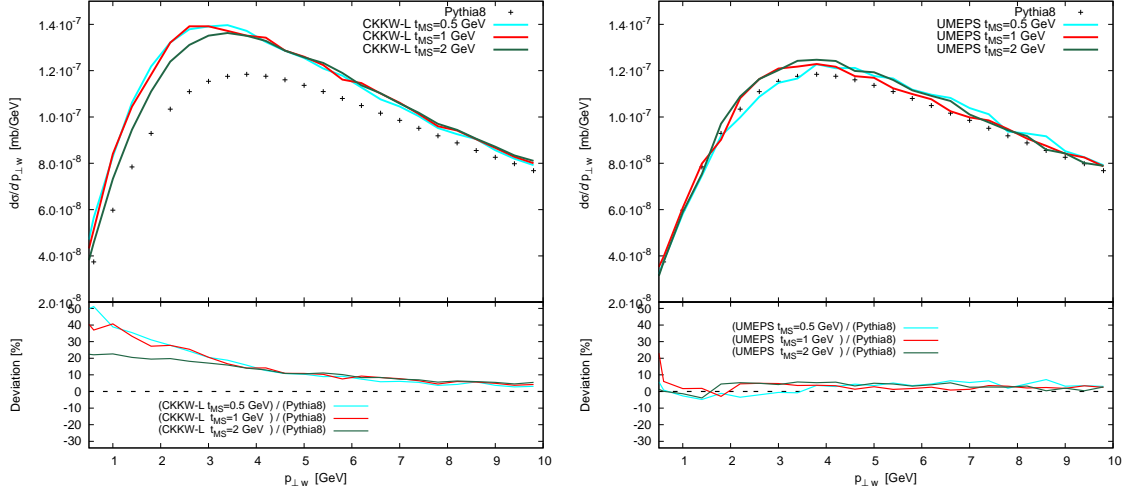 Pythia8
CKKW-L t_MS=0.5 GeV
CKKW-L t_MS=1 GeV
CKKW-L t_MS=2 GeV
dσ/d p_⊥w [mb/GeV]
1.4·10^-7
1.2·10^-7
1.0·10^-7
8.0·10^-8
6.0·10^-8
4.0·10^-8
2.0·10^-8
Deviation [%]
50
40
30
20
10
0
-10
-20
-30
(CKKW-L t_MS=0.5 GeV) / (Pythia8)
(CKKW-L t_MS=1 GeV ) / (Pythia8)
(CKKW-L t_MS=2 GeV ) / (Pythia8)
1 2 3 4 5 6 7 8 9 10
p_⊥w [GeV]
Pythia8
UMEPS t_MS=0.5 GeV
UMEPS t_MS=1 GeV
UMEPS t_MS=2 GeV
dσ/d p_⊥w [mb/GeV]
1.4·10^-7
1.2·10^-7
1.0·10^-7
8.0·10^-8
6.0·10^-8
4.0·10^-8
2.0·10^-8
Deviation [%]
50
40
30
20
10
0
-10
-20
-30
(UMEPS t_MS=0.5 GeV) / (Pythia8)
(UMEPS t_MS=1 GeV ) / (Pythia8)
(UMEPS t_MS=2 GeV ) / (Pythia8)
1 2 3 4 5 6 7 8 9 10
p_⊥w [GeV]